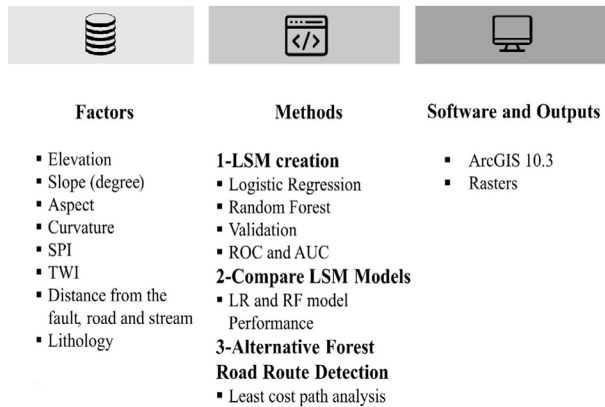 </>
Factors
▪ Elevation
▪ Slope (degree)
▪ Aspect
▪ Curvature
▪ SPI
▪ TWI
▪ Distance from the
fault, road and stream
▪ Lithology
Methods
1-LSM creation
▪ Logistic Regression
▪ Random Forest
▪ Validation
▪ ROC and AUC
2-Compare LSM Models
▪ LR and RF model
Performance
3-Alternative Forest
Road Route Detection
▪ Least cost path analysis
Software and Outputs
▪ ArcGIS 10.3
▪ Rasters